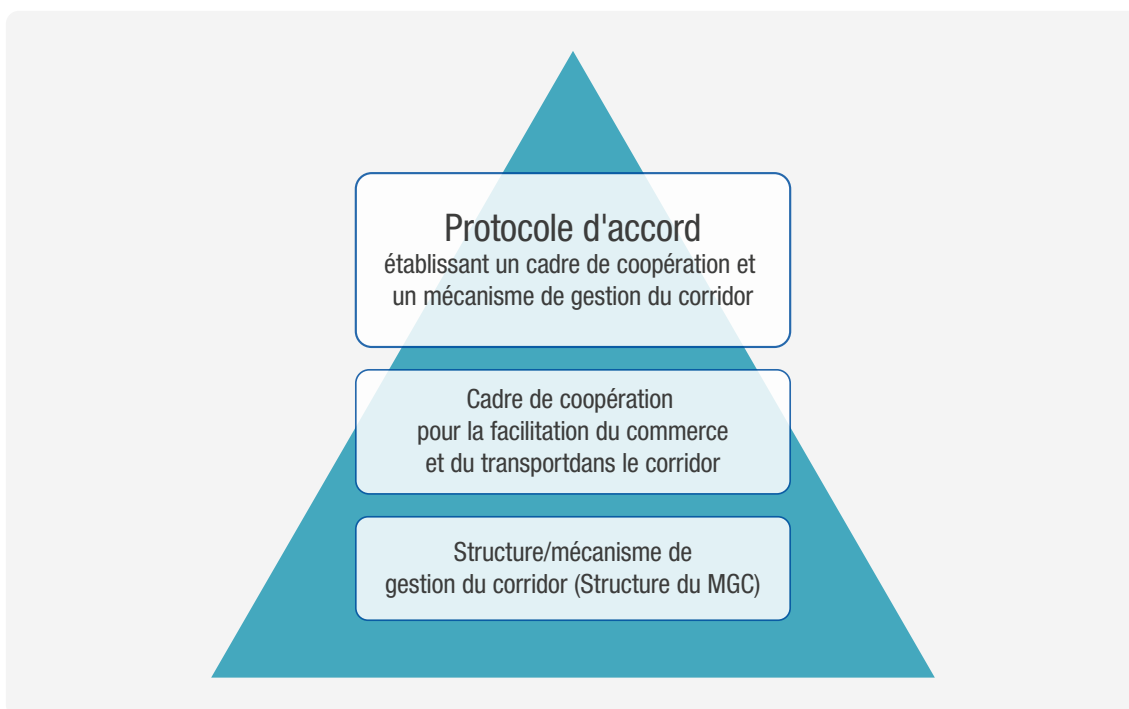 Protocole d'accord
établissant un cadre de coopération et
un mécanisme de gestion du corridor
Cadre de coopération
pour la facilitation du commerce
et du transportdans le corridor
Structure/mécanisme de
gestion du corridor (Structure du MGC)